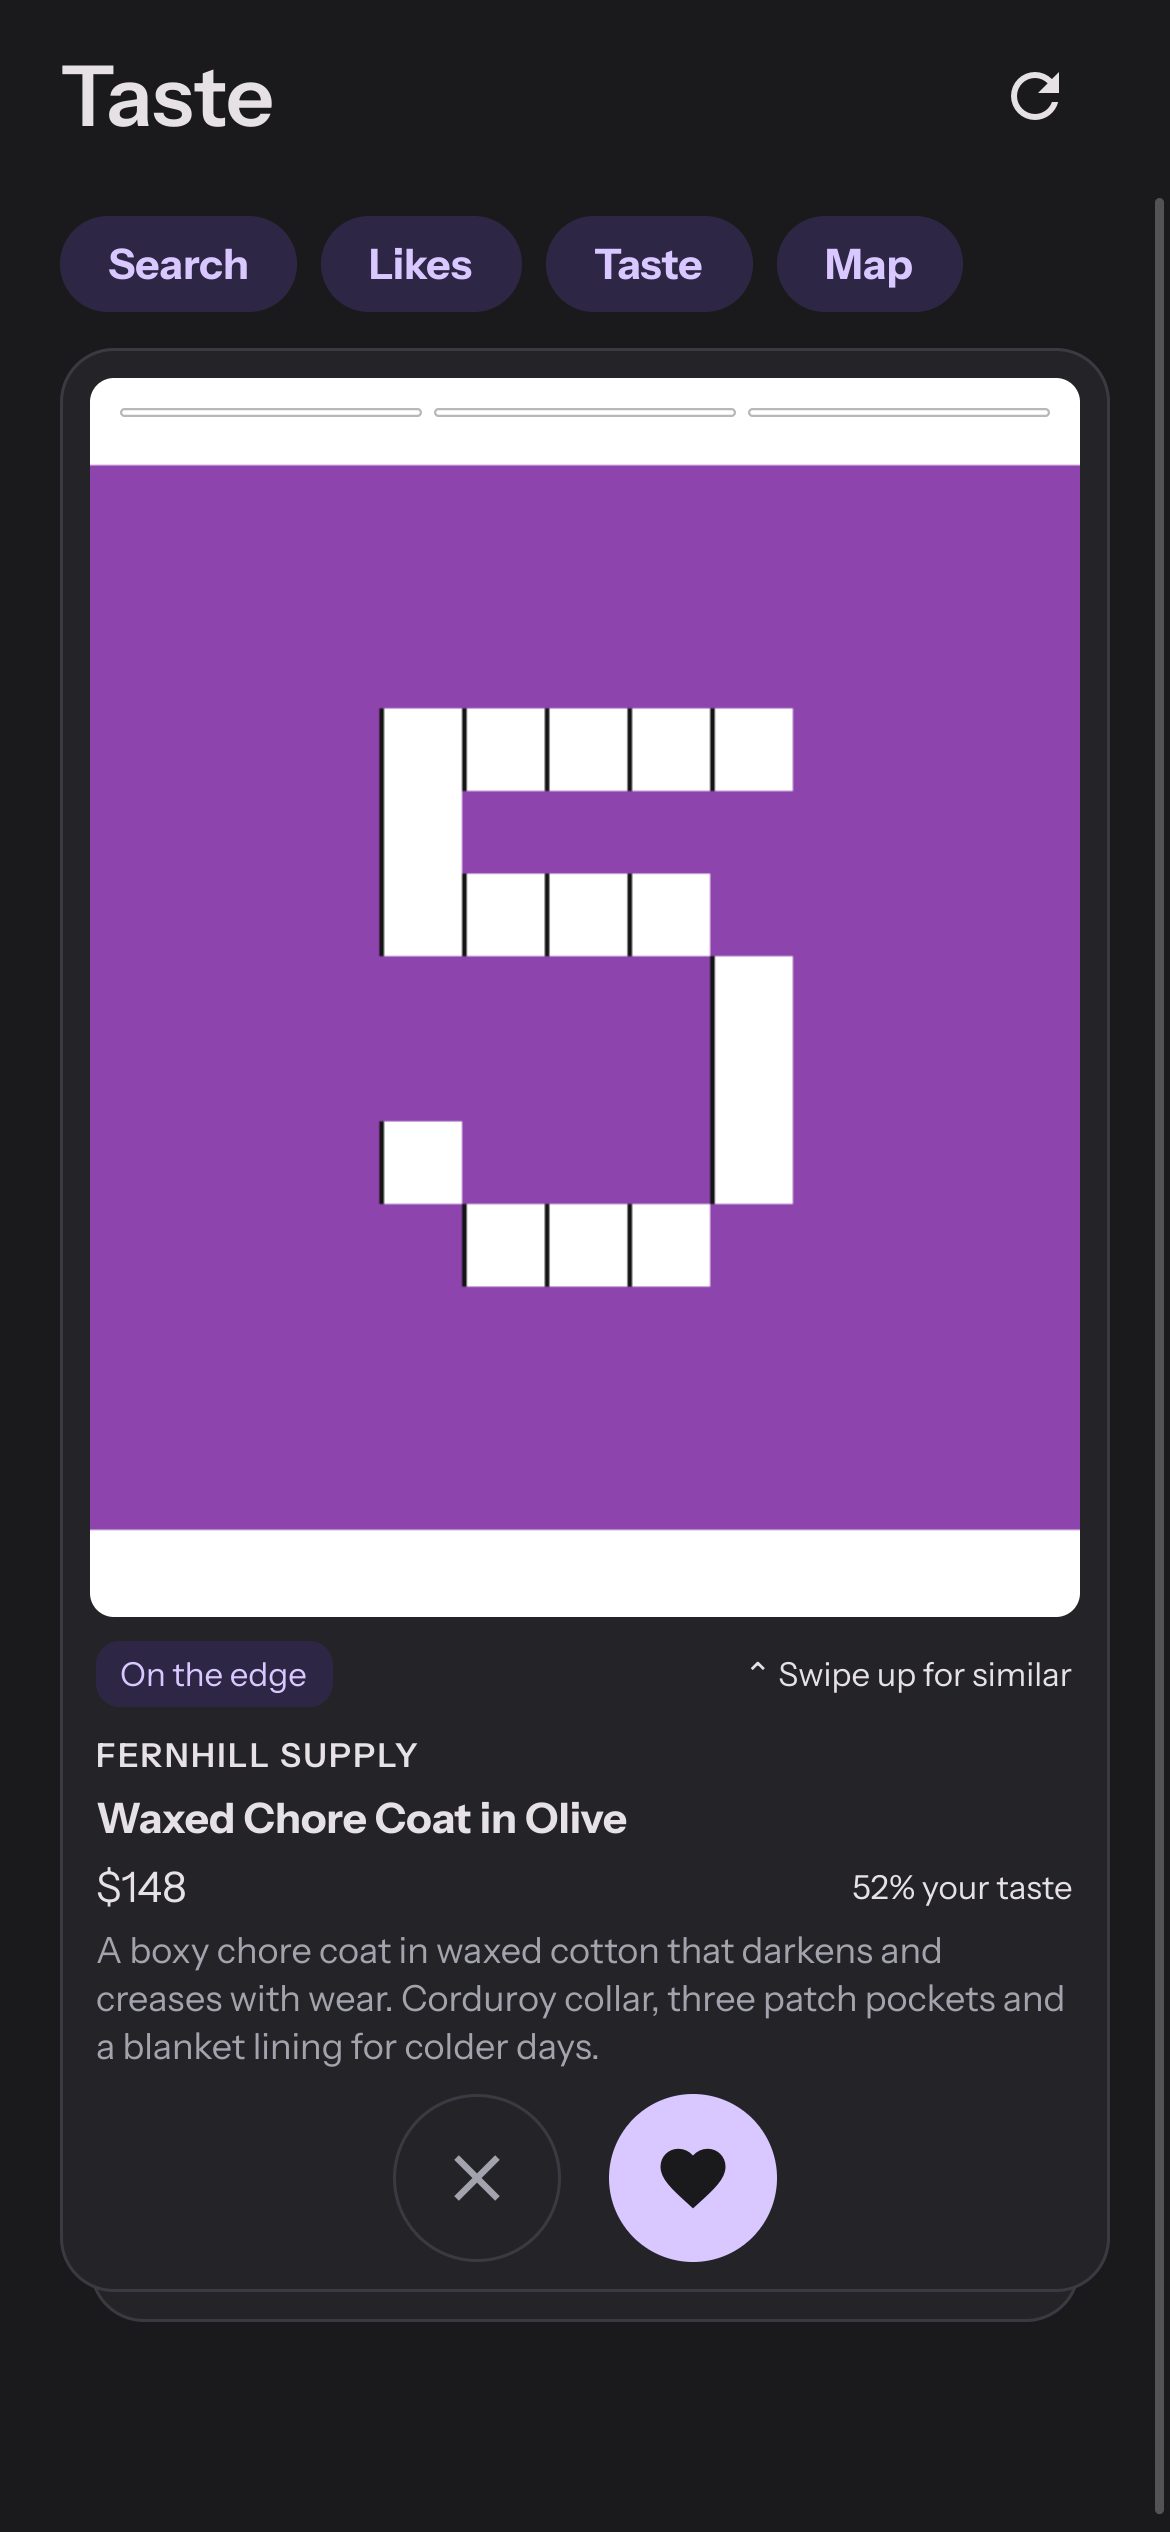 Taste
Search
Likes
Taste
Map
5
On the edge
⌃ Swipe up for similar
FERNHILL SUPPLY
Waxed Chore Coat in Olive
$148
52% your taste
A boxy chore coat in waxed cotton that darkens and
creases with wear. Corduroy collar, three patch pockets and
a blanket lining for colder days.